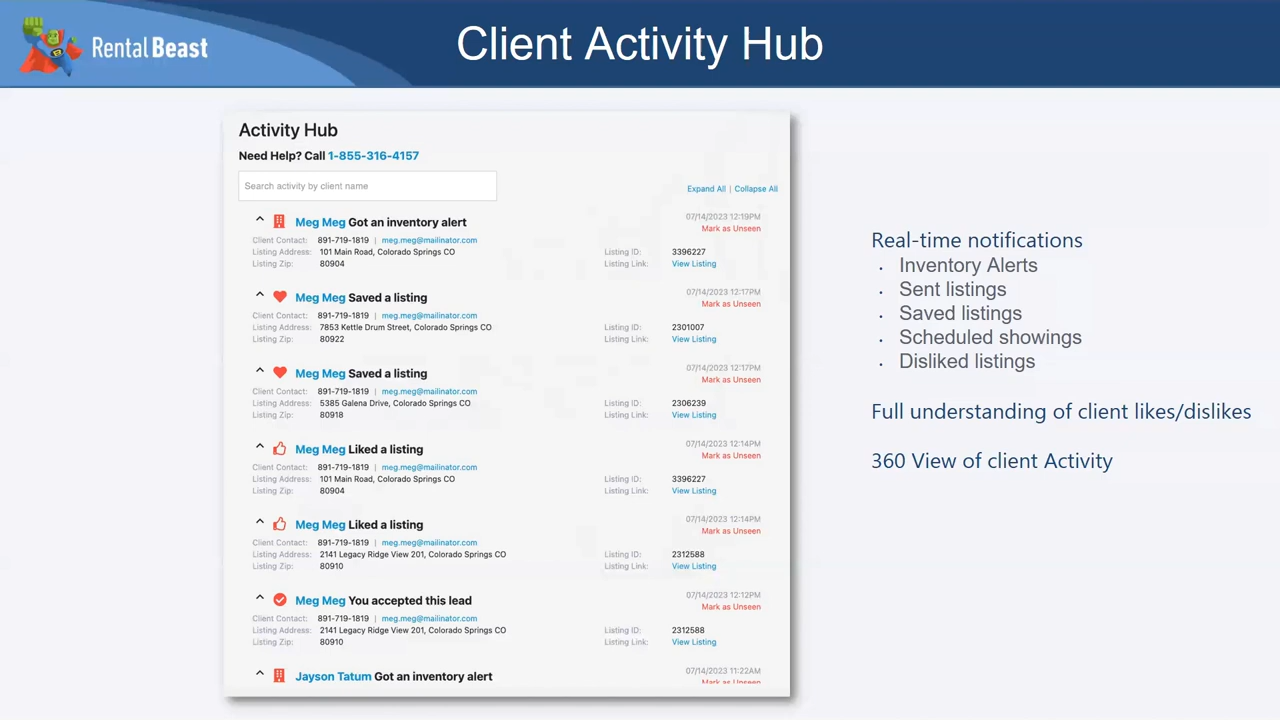 Rental Beast
Client Activity Hub
Activity Hub
Need Help? Call 1-855-316-4157
Search activity by client name
Expand All | Collapse All
Meg Meg Got an inventory alert
07/14/2023 12:19PM
Mark as Unseen
Client Contact: 891-719-1819 | meg.meg@mailinator.com
Listing Address: 101 Main Road, Colorado Springs CO
Listing ID: 3396227
Listing Zip: 80904
Listing Link: View Listing
Meg Meg Saved a listing
07/14/2023 12:17PM
Mark as Unseen
Client Contact: 891-719-1819 | meg.meg@mailinator.com
Listing Address: 7853 Kettle Drum Street, Colorado Springs CO
Listing ID: 2301007
Listing Zip: 80922
Listing Link: View Listing
Meg Meg Saved a listing
07/14/2023 12:17PM
Mark as Unseen
Client Contact: 891-719-1819 | meg.meg@mailinator.com
Listing Address: 5385 Galena Drive, Colorado Springs CO
Listing ID: 2306239
Listing Zip: 80918
Listing Link: View Listing
Meg Meg Liked a listing
07/14/2023 12:14PM
Mark as Unseen
Client Contact: 891-719-1819 | meg.meg@mailinator.com
Listing Address: 101 Main Road, Colorado Springs CO
Listing ID: 3396227
Listing Zip: 80904
Listing Link: View Listing
Meg Meg Liked a listing
07/14/2023 12:14PM
Mark as Unseen
Client Contact: 891-719-1819 | meg.meg@mailinator.com
Listing Address: 2141 Legacy Ridge View 201, Colorado Springs CO
Listing ID: 2312588
Listing Zip: 80910
Listing Link: View Listing
Meg Meg You accepted this lead
07/14/2023 12:12PM
Mark as Unseen
Client Contact: 891-719-1819 | meg.meg@mailinator.com
Listing Address: 2141 Legacy Ridge View 201, Colorado Springs CO
Listing ID: 2312588
Listing Zip: 80910
Listing Link: View Listing
Jayson Tatum Got an inventory alert
07/14/2023 11:22AM
Mark as Unseen
Real-time notifications
. Inventory Alerts
. Sent listings
. Saved listings
. Scheduled showings
. Disliked listings
Full understanding of client likes/dislikes
360 View of client Activity